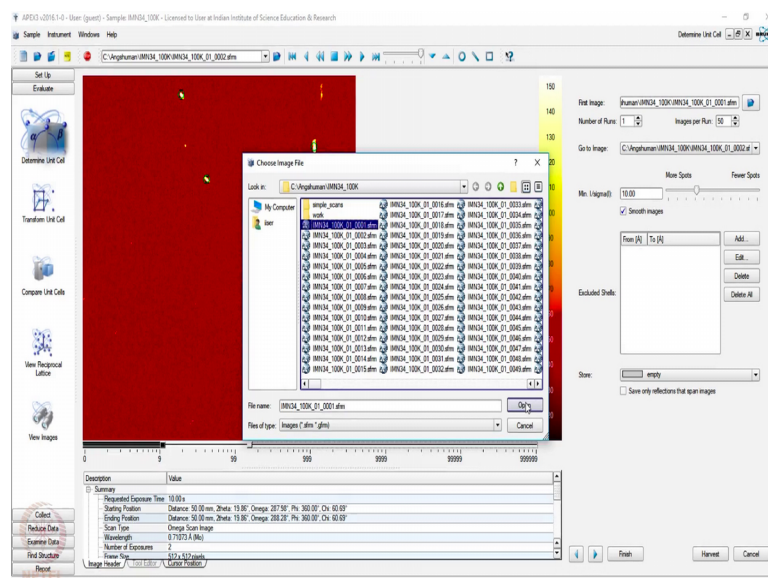 APEX3 v2016.1-0 - User: (guest) - Sample: IMN34_100K - Licenced to User at Indian Institute of Science Education & Research
Sample Instrument Windows Help
Determine Unit Cell
C:\Angshuman\IMN34_100K\IMN34_100K_01_0002.sfrm
Set Up
Evaluate
Determine Unit Cell
Transform Unit Cell
Compare Unit Cells
View Reciprocal
Lattice
View Images
Collect
Reduce Data
Examine Data
Find Structure
Report
150
130
Choose Image File
Look in: C:\Angshuman\IMN34_100K
My Computer
iiser
simple_scans IMN34_100K_01_0016.sfrm IMN34_100K_01_0033.sfrm
work IMN34_100K_01_0017.sfrm IMN34_100K_01_0034.sfrm
IMN34_100K_01_0001.sfrm IMN34_100K_01_0018.sfrm IMN34_100K_01_0035.sfrm
IMN34_100K_01_0002.sfrm IMN34_100K_01_0019.sfrm IMN34_100K_01_0036.sfrm
IMN34_100K_01_0003.sfrm IMN34_100K_01_0020.sfrm IMN34_100K_01_0037.sfrm
IMN34_100K_01_0004.sfrm IMN34_100K_01_0021.sfrm IMN34_100K_01_0038.sfrm
IMN34_100K_01_0005.sfrm IMN34_100K_01_0022.sfrm IMN34_100K_01_0039.sfrm
IMN34_100K_01_0006.sfrm IMN34_100K_01_0023.sfrm IMN34_100K_01_0040.sfrm
IMN34_100K_01_0007.sfrm IMN34_100K_01_0024.sfrm IMN34_100K_01_0041.sfrm
IMN34_100K_01_0008.sfrm IMN34_100K_01_0025.sfrm IMN34_100K_01_0042.sfrm
IMN34_100K_01_0009.sfrm IMN34_100K_01_0026.sfrm IMN34_100K_01_0043.sfrm
IMN34_100K_01_0010.sfrm IMN34_100K_01_0027.sfrm IMN34_100K_01_0044.sfrm
IMN34_100K_01_0011.sfrm IMN34_100K_01_0028.sfrm IMN34_100K_01_0045.sfrm
IMN34_100K_01_0012.sfrm IMN34_100K_01_0029.sfrm IMN34_100K_01_0046.sfrm
IMN34_100K_01_0013.sfrm IMN34_100K_01_0030.sfrm IMN34_100K_01_0047.sfrm
IMN34_100K_01_0014.sfrm IMN34_100K_01_0031.sfrm IMN34_100K_01_0048.sfrm
IMN34_100K_01_0015.sfrm IMN34_100K_01_0032.sfrm IMN34_100K_01_0049.sfrm
File name: IMN34_100K_01_0001.sfrm Open
Files of type: Images (*.sfrm *.gfrm) Cancel
0 9 99 999 9999 99999 999999
Description Value
Summary
Requested Exposure Time 10.00 s
Starting Position Distance: 50.00 mm, 2theta: 19.86°, Omega: 287.98°, Phi: 360.00°, Chi: 60.69°
Ending Position Distance: 50.00 mm, 2theta: 19.86°, Omega: 288.28°, Phi: 360.00°, Chi: 60.69°
Scan Type Omega Scan Image
Wavelength 0.71073 Å (Mo)
Number of Exposures 2
Frame Size 512 x 512 pixels
Image Header Tool Editor Cursor Position
First Image: ihuman\IMN34_100K\IMN34_100K_01_0001.sfrm
Number of Runs: 1 Images per Run: 50
Go to Image: C:\Angshuman\IMN34_100K\IMN34_100K_01_0002.sf
More Spots Fewer Spots
Min. I/sigma(I): 10.00
Smooth images
Excluded Shells:
From [Å] To [Å]
Add...
Edit...
Delete
Delete All
Store: empty
Save only reflections that span images
Finish Harvest Cancel